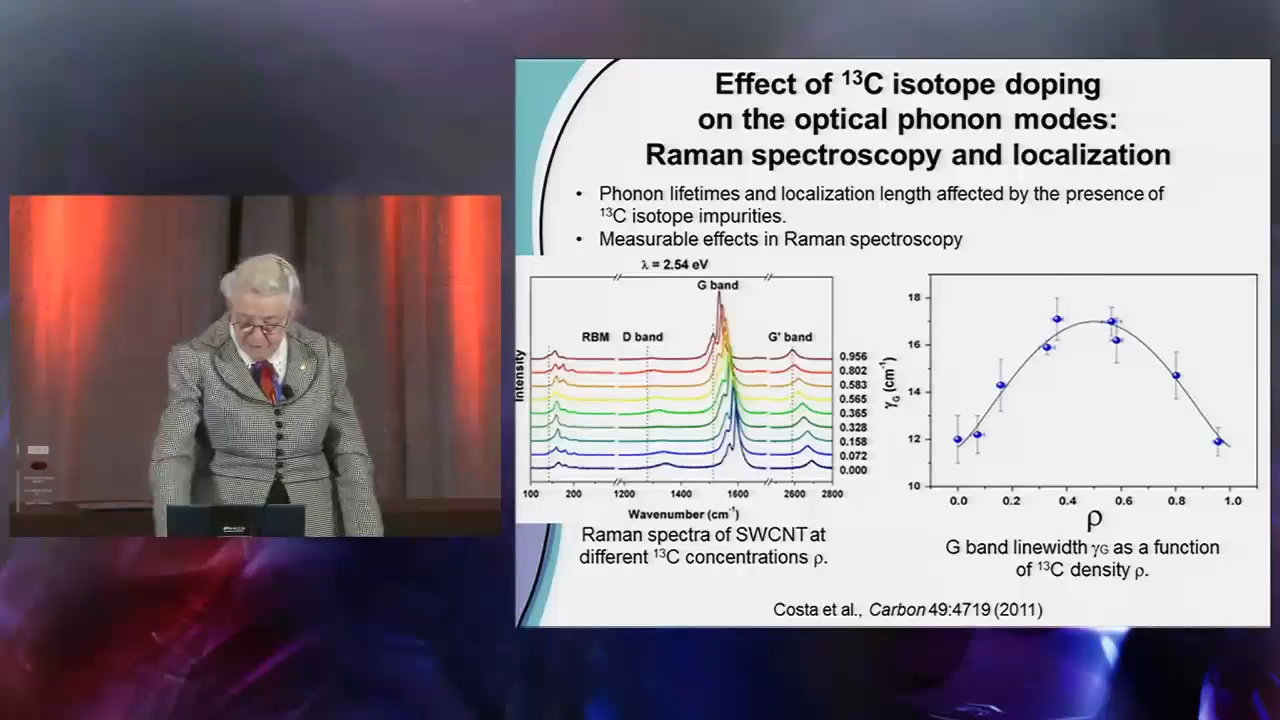 Effect of ¹³C isotope doping
on the optical phonon modes:
Raman spectroscopy and localization
• Phonon lifetimes and localization length affected by the presence of
¹³C isotope impurities.
• Measurable effects in Raman spectroscopy
λ = 2.54 eV
G band
RBM D band G' band
Intensity
0.956
0.802
0.583
0.565
0.365
0.328
0.158
0.072
0.000
100 200 1200 1400 1600 2600 2800
Wavenumber (cm⁻¹)
Raman spectra of SWCNT at
different ¹³C concentrations ρ.
γG (cm⁻¹)
18
16
14
12
10
0.0 0.2 0.4 0.6 0.8 1.0
ρ
G band linewidth γG as a function
of ¹³C density ρ.
Costa et al., Carbon 49:4719 (2011)